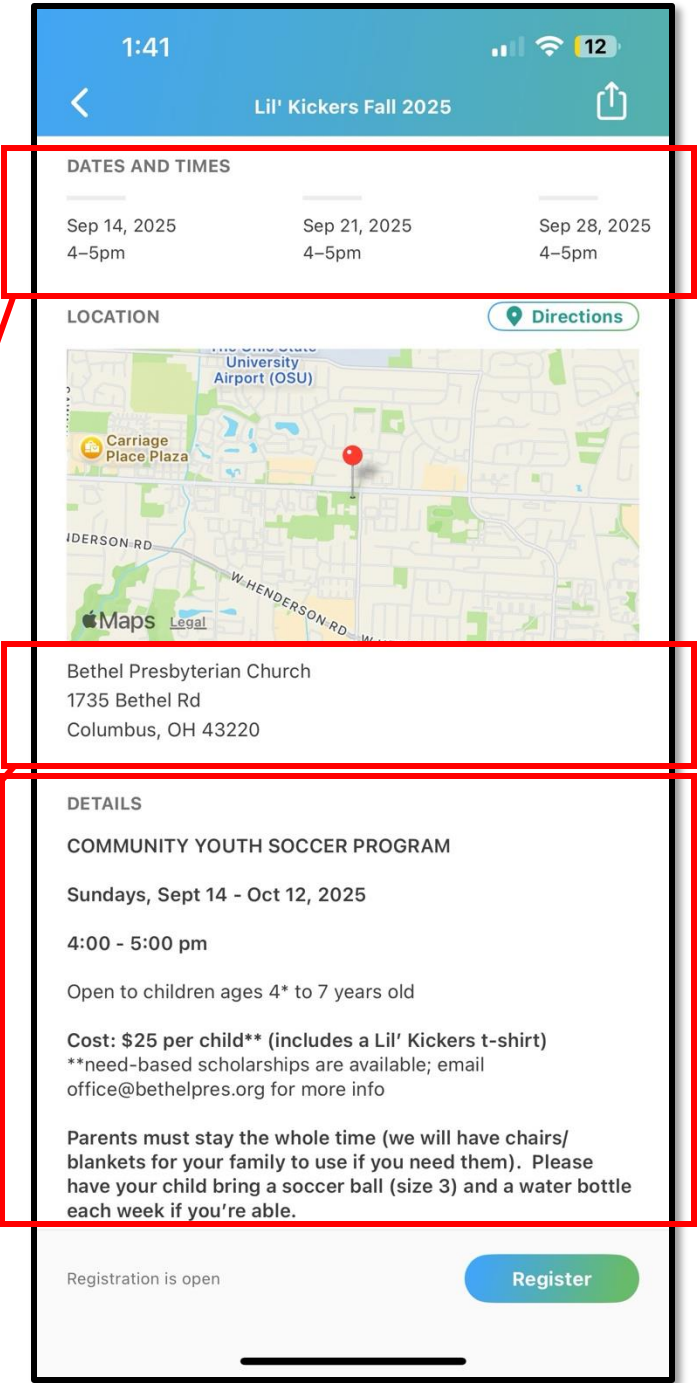 1:41
12
Lil' Kickers Fall 2025
DATES AND TIMES
Sep 14, 2025
4–5pm
Sep 21, 2025
4–5pm
Sep 28, 2025
4–5pm
LOCATION
Directions
The Ohio State
University
Airport (OSU)
Carriage
Place Plaza
W HENDERSON RD
Maps Legal
Bethel Presbyterian Church
1735 Bethel Rd
Columbus, OH 43220
DETAILS
COMMUNITY YOUTH SOCCER PROGRAM
Sundays, Sept 14 - Oct 12, 2025
4:00 - 5:00 pm
Open to children ages 4* to 7 years old
Cost: $25 per child** (includes a Lil’ Kickers t-shirt)
**need-based scholarships are available; email
office@bethelpres.org for more info
Parents must stay the whole time (we will have chairs/
blankets for your family to use if you need them).  Please
have your child bring a soccer ball (size 3) and a water bottle
each week if you’re able.
Registration is open
Register